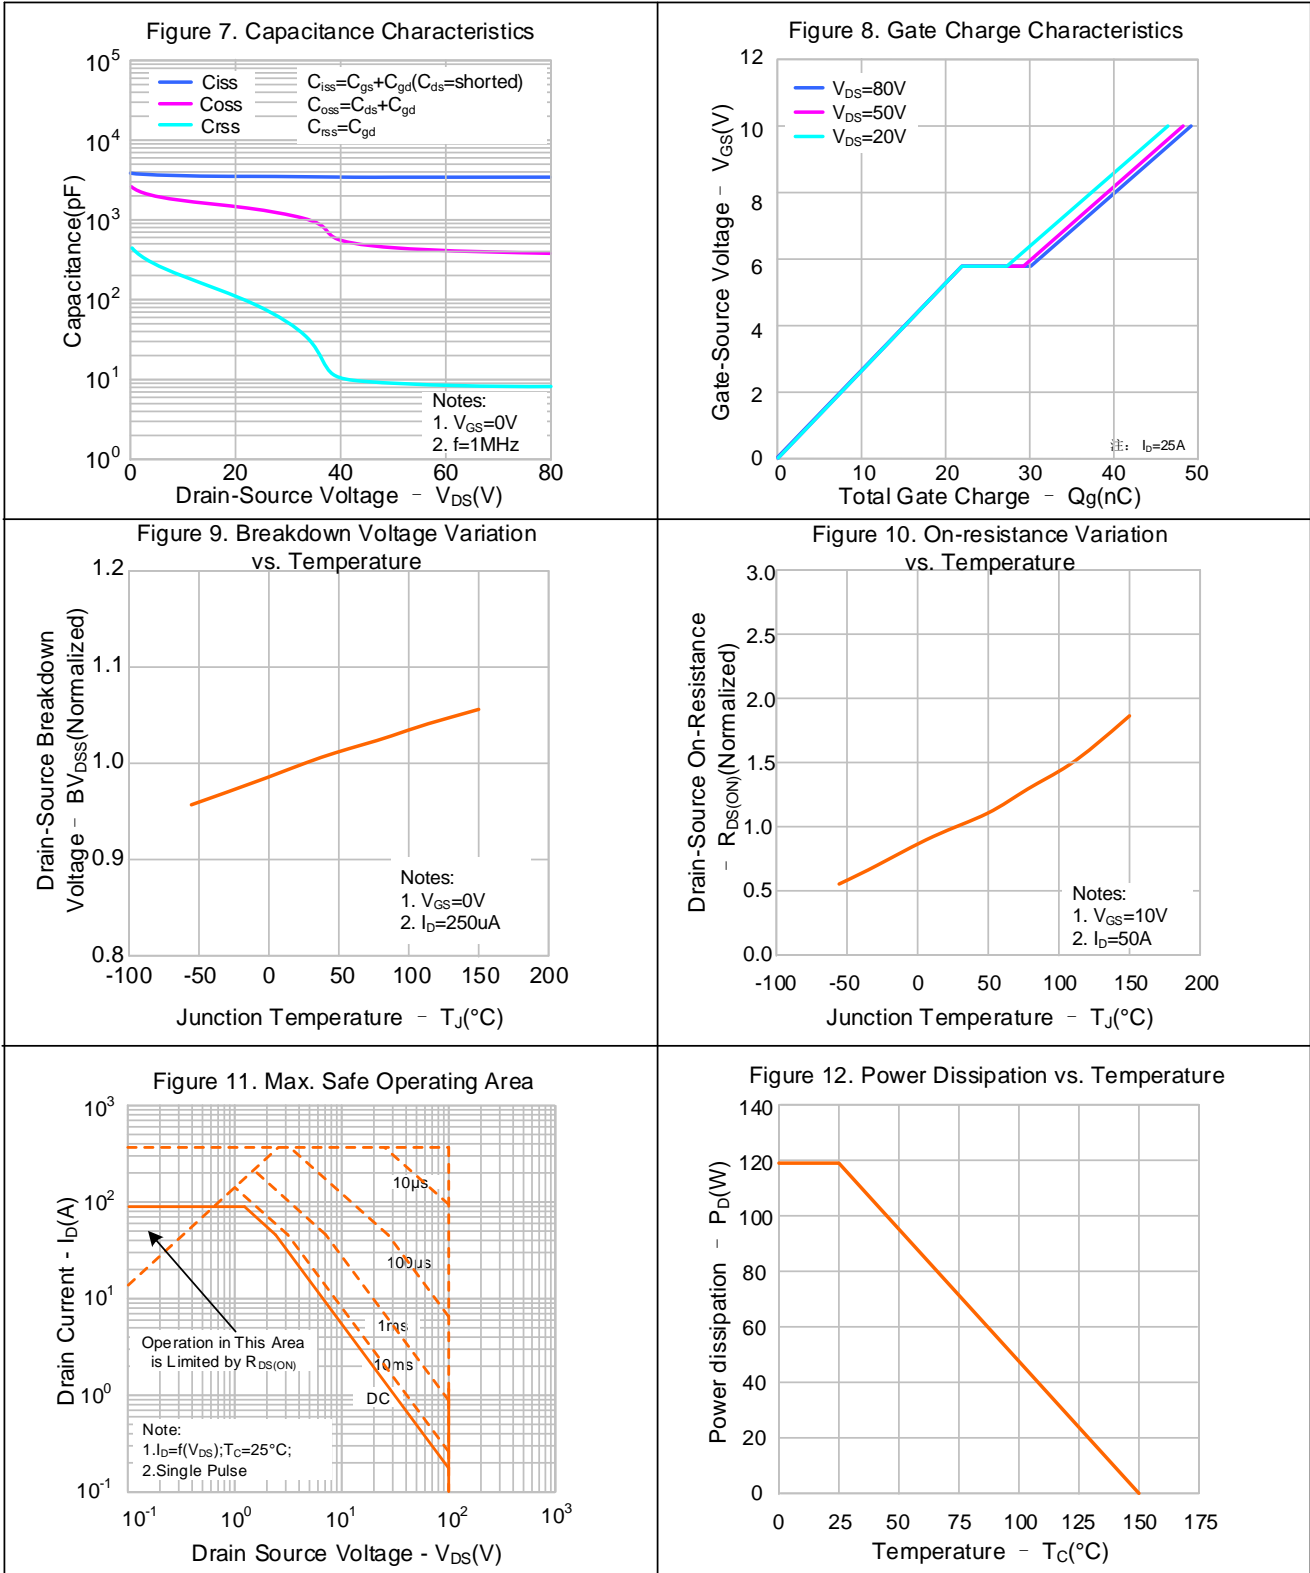 Figure 7. Capacitance Characteristics
10⁵
Ciss
Ciss=Cgs+Cgd(Cds=shorted)
Coss
Coss=Cds+Cgd
Crss
Crss=Cgd
10⁴
10³
10²
10¹
10⁰
Capacitance(pF)
Notes:
1. VGS=0V
2. f=1MHz
0 20 40 60 80
Drain-Source Voltage – VDS(V)
Figure 8. Gate Charge Characteristics
12
10
8
6
4
2
0
Gate-Source Voltage – VGS(V)
VDS=80V
VDS=50V
VDS=20V
注: ID=25A
0 10 20 30 40 50
Total Gate Charge – Qg(nC)
Figure 9. Breakdown Voltage Variation
vs. Temperature
1.2
1.1
1.0
0.9
0.8
Drain-Source Breakdown
Voltage – BVDSS(Normalized)
Notes:
1. VGS=0V
2. ID=250uA
-100 -50 0 50 100 150 200
Junction Temperature – TJ(°C)
Figure 10. On-resistance Variation
vs. Temperature
3.0
2.5
2.0
1.5
1.0
0.5
0.0
Drain-Source On-Resistance
– RDS(ON)(Normalized)
Notes:
1. VGS=10V
2. ID=50A
-100 -50 0 50 100 150 200
Junction Temperature – TJ(°C)
Figure 11. Max. Safe Operating Area
10³
10²
10¹
10⁰
10⁻¹
Drain Current - ID(A)
10µs
100µs
1ms
10ms
DC
Operation in This Area
is Limited by RDS(ON)
Note:
1.ID=f(VDS);TC=25°C;
2.Single Pulse
10⁻¹ 10⁰ 10¹ 10² 10³
Drain Source Voltage - VDS(V)
Figure 12. Power Dissipation vs. Temperature
140
120
100
80
60
40
20
0
Power dissipation – PD(W)
0 25 50 75 100 125 150 175
Temperature – TC(°C)